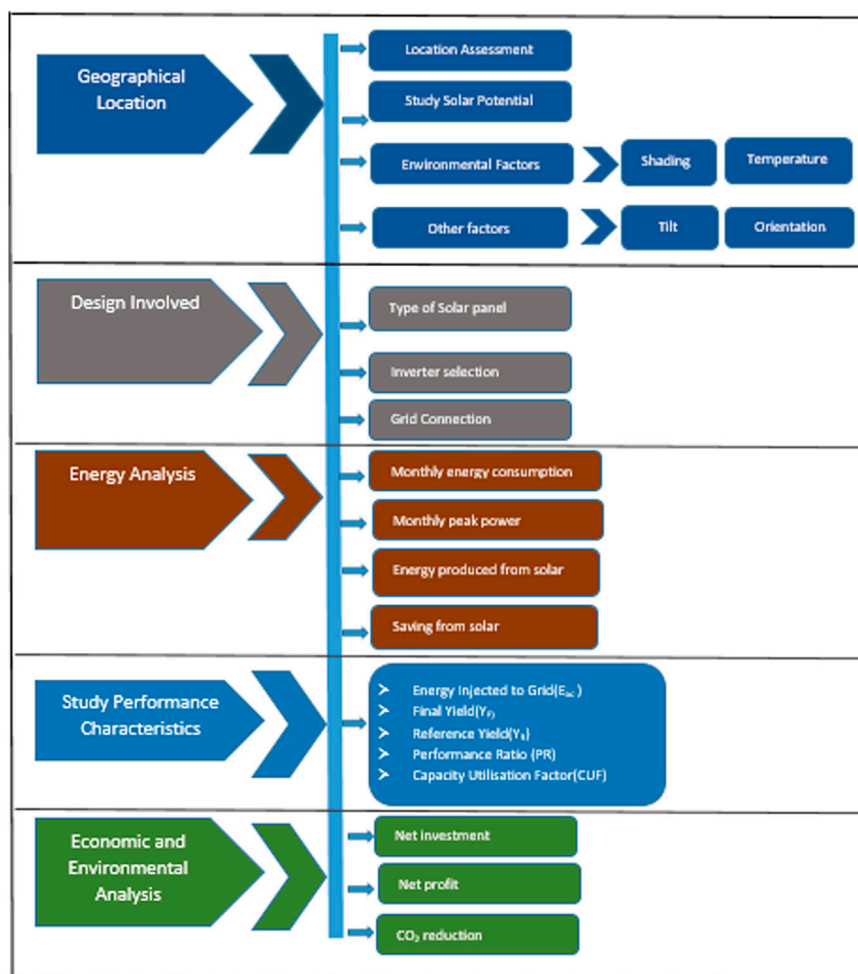 Geographical
Location
Location Assessment
Study Solar Potential
Environmental Factors
Shading
Temperature
Other factors
Tilt
Orientation
Design Involved
Type of Solar panel
Inverter selection
Grid Connection
Energy Analysis
Monthly energy consumption
Monthly peak power
Energy produced from solar
Saving from solar
Study Performance
Characteristics
➢ Energy Injected to Grid(Eac )
➢ Final Yield(YF)
➢ Reference Yield(YR)
➢ Performance Ratio (PR)
➢ Capacity Utilisation Factor(CUF)
Economic and
Environmental
Analysis
Net investment
Net profit
CO2 reduction